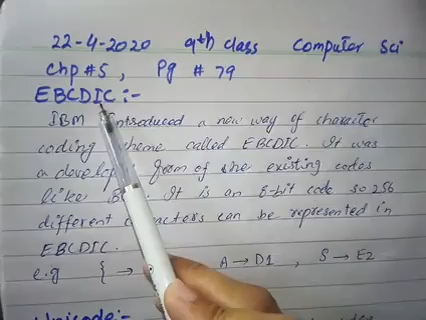 22-4-2020 9th class Computer Sci
Chp #5, Pg # 79
EBCDIC:-
IBM introduced a new way of character
coding scheme called EBCDIC. It was
a develop form of the existing codes
like It is an 8-bit code so 256
different characters can be represented in
EBCDIC.
e.g { → A → D1 , S → E2
Unicode:-